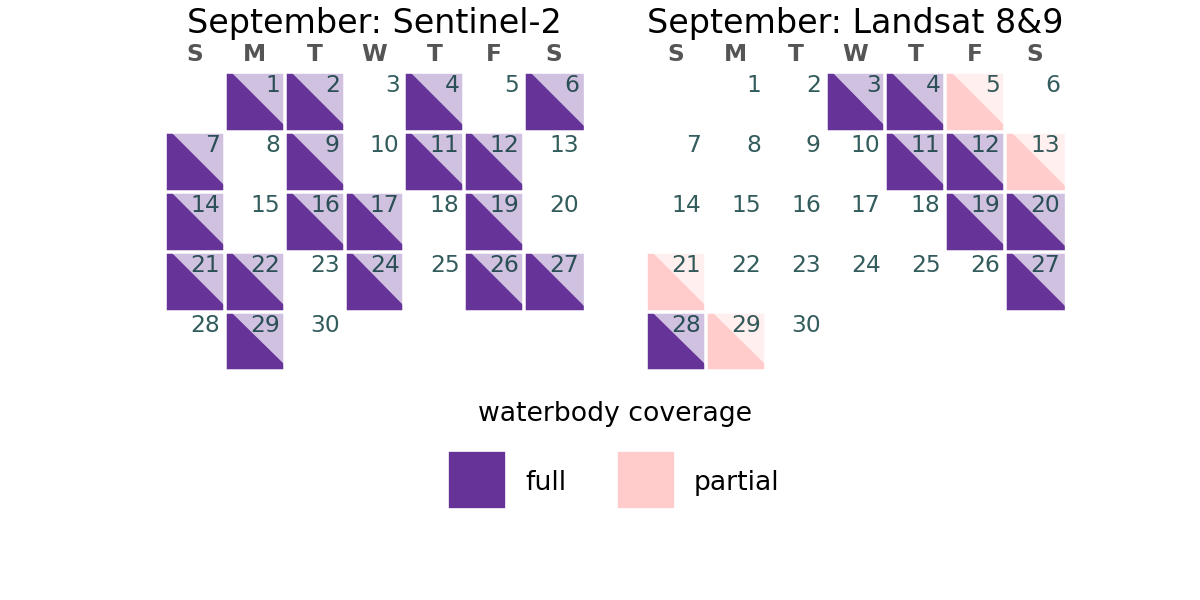 September: Sentinel-2
S M T W T F S
1 2 3 4 5 6
7 8 9 10 11 12 13
14 15 16 17 18 19 20
21 22 23 24 25 26 27
28 29 30
September: Landsat 8&9
S M T W T F S
1 2 3 4 5 6
7 8 9 10 11 12 13
14 15 16 17 18 19 20
21 22 23 24 25 26 27
28 29 30
waterbody coverage
full partial